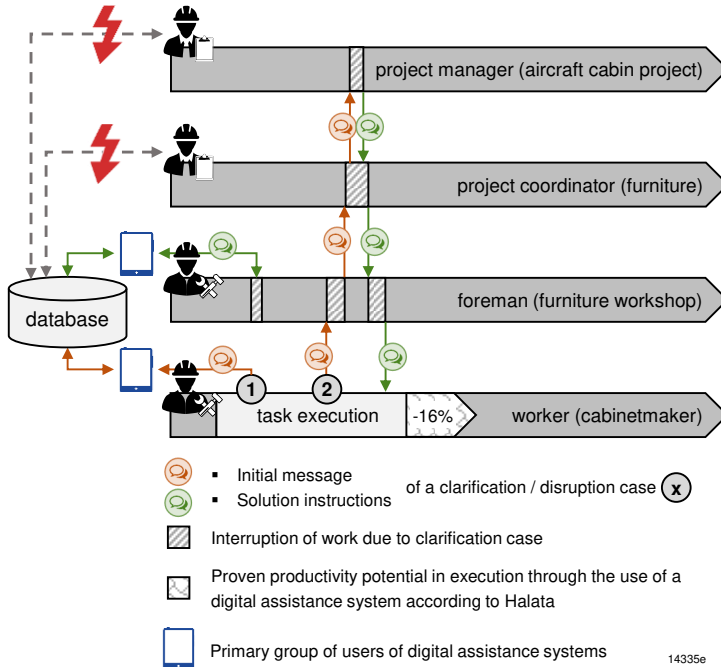 project manager (aircraft cabin project)
project coordinator (furniture)
foreman (furniture workshop)
database
1
2
task execution
-16%
worker (cabinetmaker)
▪ Initial message
▪ Solution instructions
of a clarification / disruption case x
Interruption of work due to clarification case
Proven productivity potential in execution through the use of a
digital assistance system according to Halata
Primary group of users of digital assistance systems
14335e